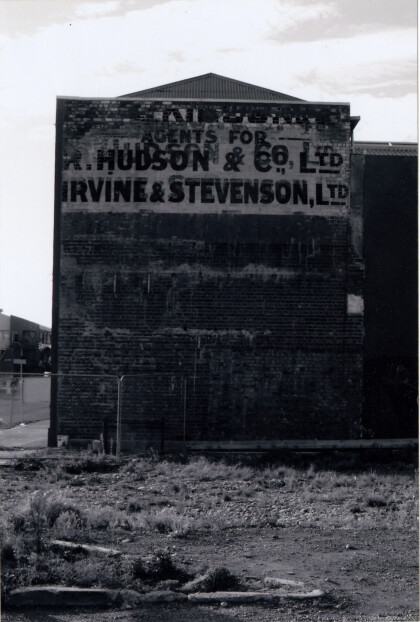 AGENTS FOR
R. HUDSON & CO., LTD
IRVINE & STEVENSON, LTD